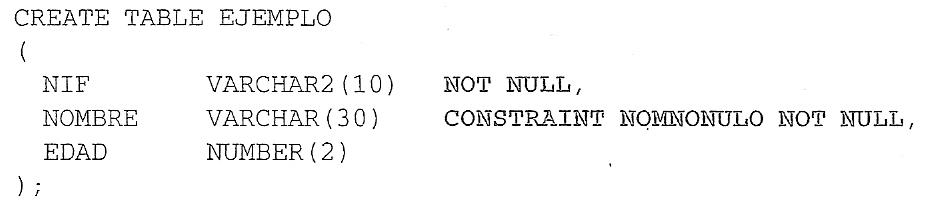 CREATE TABLE EJEMPLO
(
NIF VARCHAR2(10) NOT NULL,
NOMBRE VARCHAR(30) CONSTRAINT NOMNONULO NOT NULL,
EDAD NUMBER(2)
);